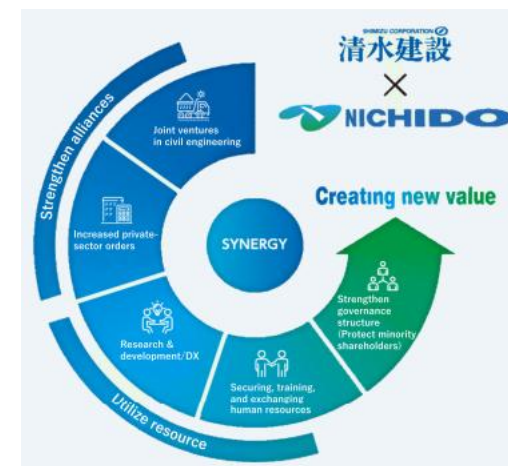 SHIMIZU CORPORATION
清水建設
×
NICHIDO
Creating new value
Strengthen alliances
Joint ventures
in civil engineering
Increased private-
sector orders
SYNERGY
Research &
development/DX
Utilize resource
Securing, training,
and exchanging
human resources
Strengthen
governance
structure
(Protect minority
shareholders)